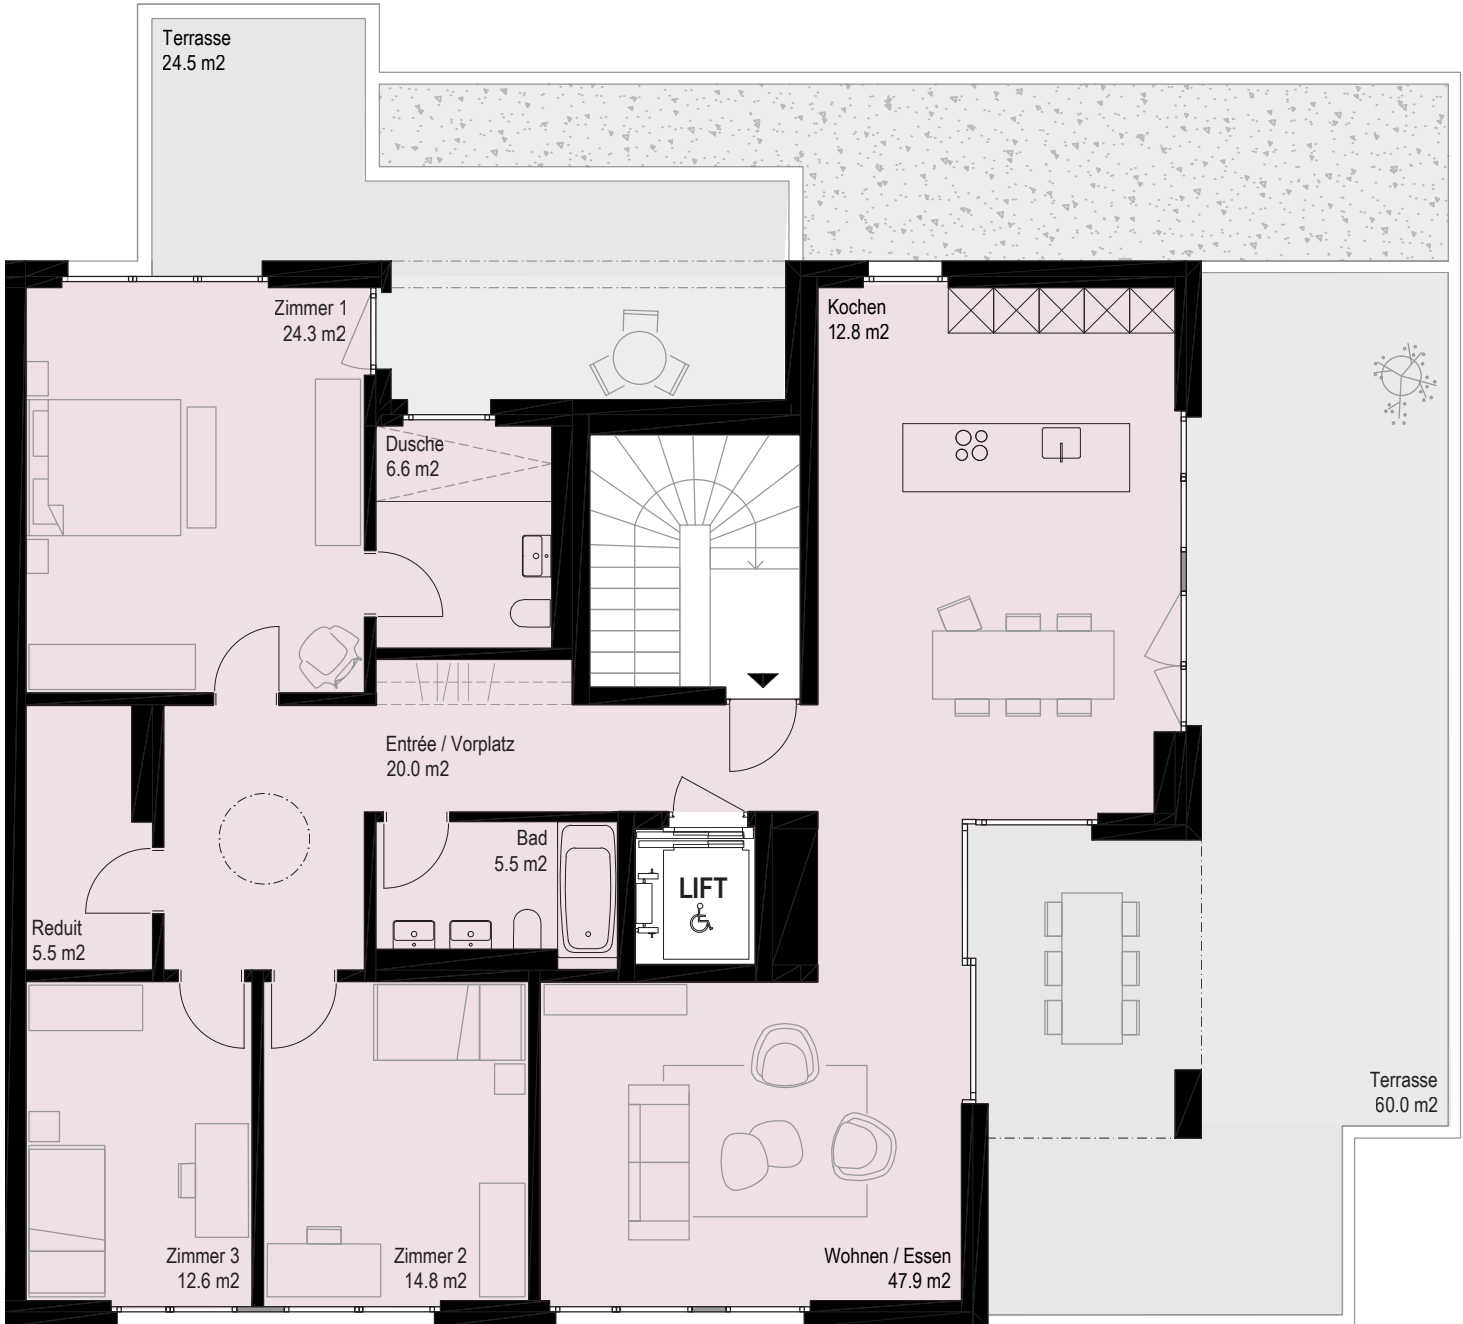 Terrasse
24.5 m2
Zimmer 1
24.3 m2
Kochen
12.8 m2
Dusche
6.6 m2
Entrée / Vorplatz
20.0 m2
Bad
5.5 m2
LIFT
Reduit
5.5 m2
Terrasse
60.0 m2
Zimmer 3
12.6 m2
Zimmer 2
14.8 m2
Wohnen / Essen
47.9 m2